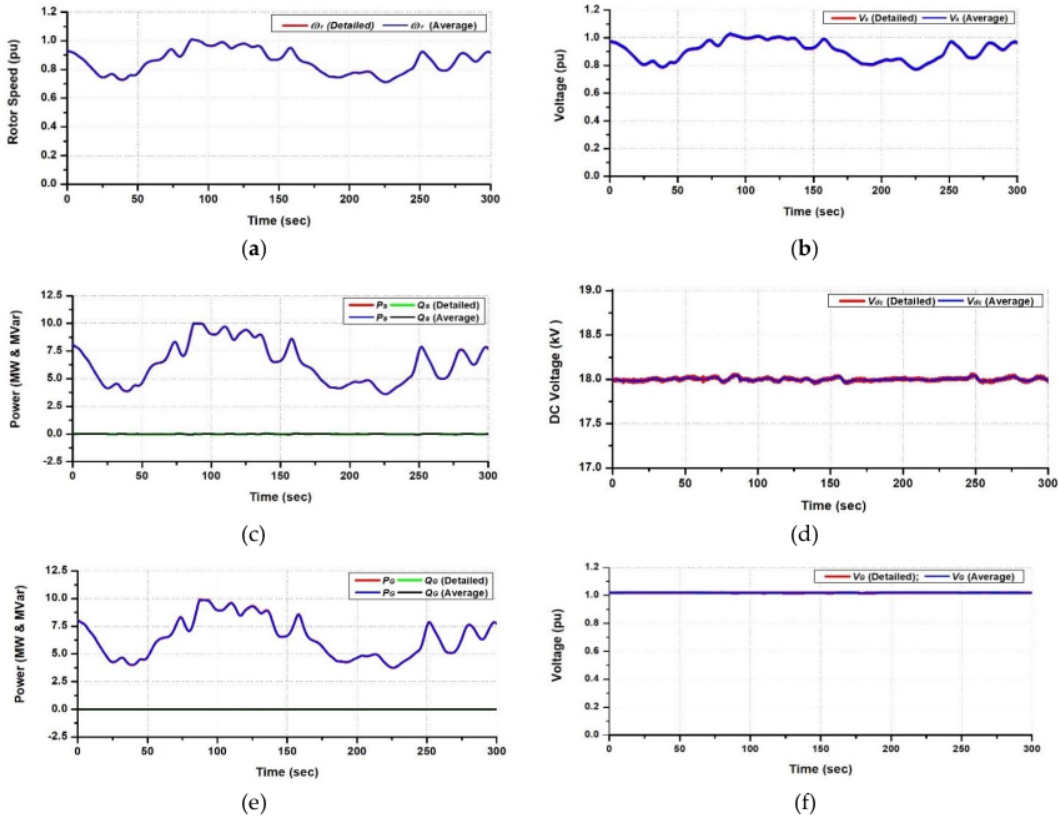 ωr (Detailed) ωr (Average)
1.2
1.0
0.8
0.6
0.4
0.2
0.0
Rotor Speed (pu)
0 50 100 150 200 250 300
Time (sec)
(a)
Vs (Detailed) Vs (Average)
1.2
1.0
0.8
0.6
0.4
0.2
0.0
Voltage (pu)
0 50 100 150 200 250 300
Time (sec)
(b)
Ps Qs (Detailed)
Ps Qs (Average)
12.5
10.0
7.5
5.0
2.5
0.0
-2.5
Power (MW & MVar)
0 50 100 150 200 250 300
Time (sec)
(c)
Vdc (Detailed) Vdc (Average)
19.0
18.5
18.0
17.5
17.0
DC Voltage (kV )
0 50 100 150 200 250 300
Time (sec)
(d)
PG QG (Detailed)
PG QG (Average)
12.5
10.0
7.5
5.0
2.5
0.0
-2.5
Power (MW & MVar)
0 50 100 150 200 250 300
Time (sec)
(e)
VG (Detailed); VG (Average)
1.2
1.0
0.8
0.6
0.4
0.2
0.0
Voltage (pu)
0 50 100 150 200 250 300
Time (sec)
(f)